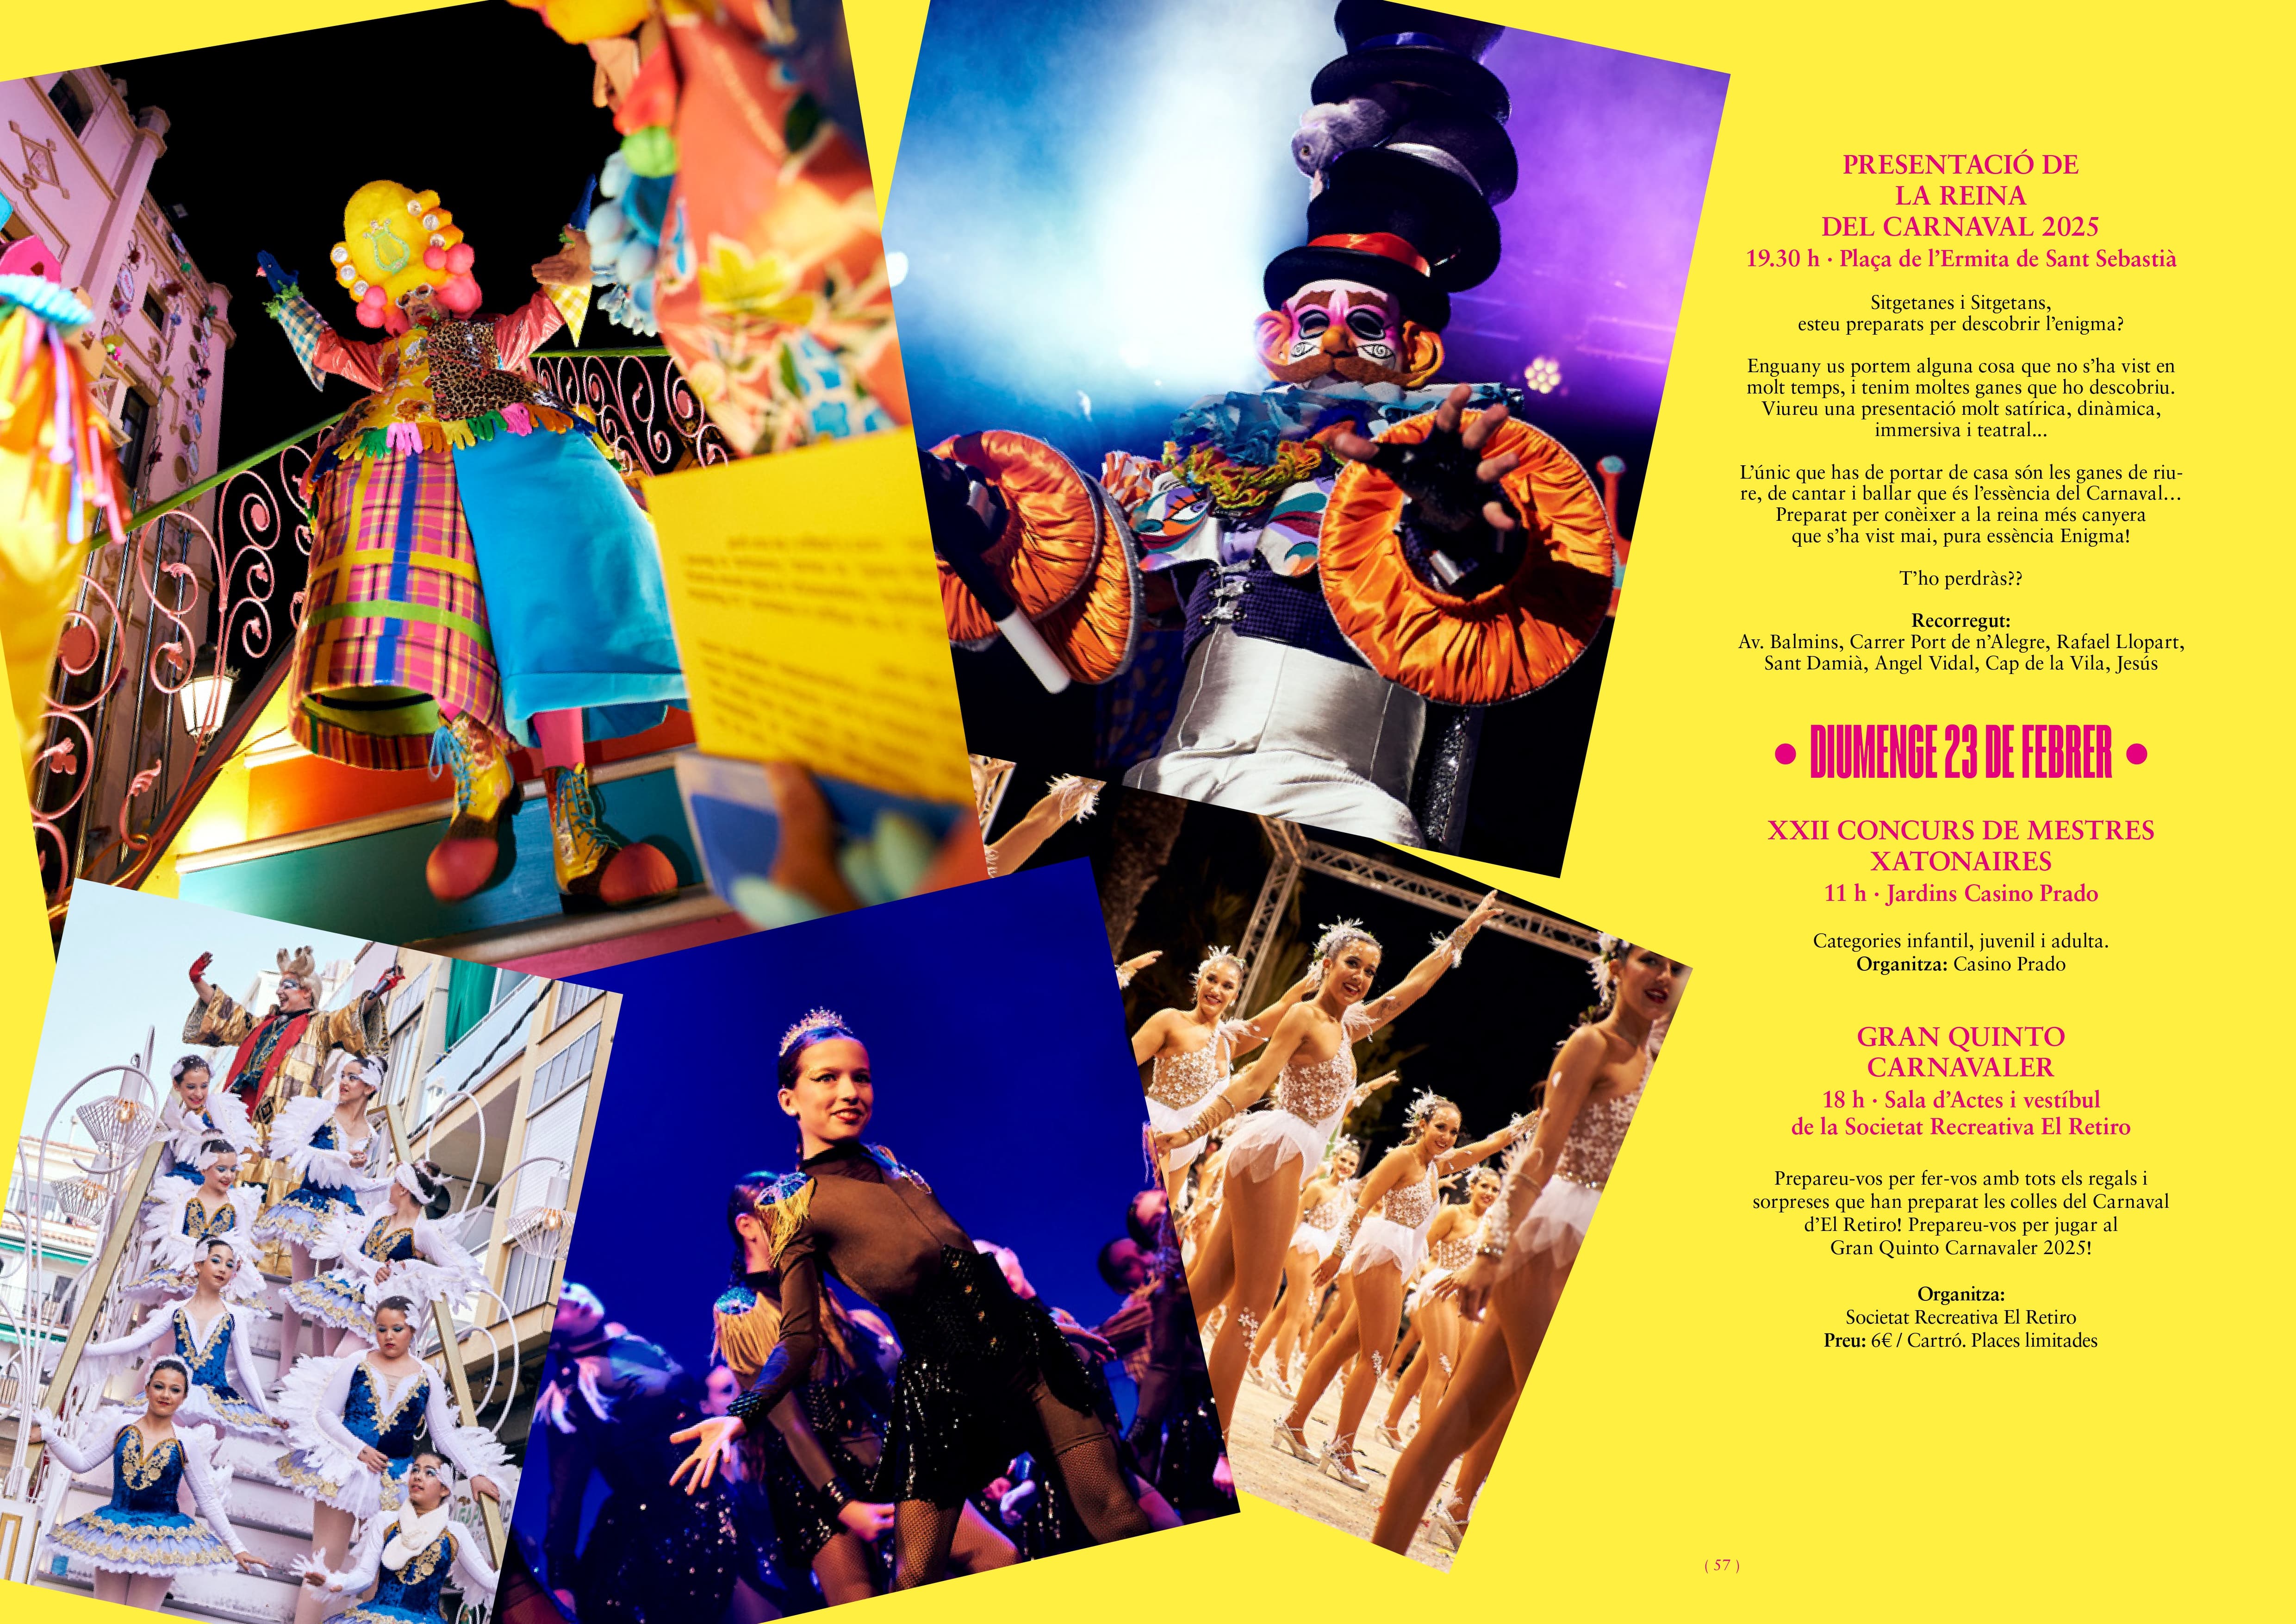 PRESENTACIÓ DE
LA REINA
DEL CARNAVAL 2025
19.30 h · Plaça de l’Ermita de Sant Sebastià
Sitgetanes i Sitgetans,
esteu preparats per descobrir l’enigma?
Enguany us portem alguna cosa que no s’ha vist en
molt temps, i tenim moltes ganes que ho descobriu.
Viureu una presentació molt satírica, dinàmica,
immersiva i teatral...
L’únic que has de portar de casa són les ganes de riu-
re, de cantar i ballar que és l’essència del Carnaval…
Preparat per conèixer a la reina més canyera
que s’ha vist mai, pura essència Enigma!
T’ho perdràs??
Recorregut:
Av. Balmins, Carrer Port de n’Alegre, Rafael Llopart,
Sant Damià, Angel Vidal, Cap de la Vila, Jesús
• DIUMENGE 23 DE FEBRER •
XXII CONCURS DE MESTRES
XATONAIRES
11 h · Jardins Casino Prado
Categories infantil, juvenil i adulta.
Organitza: Casino Prado
GRAN QUINTO
CARNAVALER
18 h · Sala d’Actes i vestíbul
de la Societat Recreativa El Retiro
Prepareu-vos per fer-vos amb tots els regals i
sorpreses que han preparat les colles del Carnaval
d’El Retiro! Prepareu-vos per jugar al
Gran Quinto Carnavaler 2025!
Organitza:
Societat Recreativa El Retiro
Preu: 6€ / Cartró. Places limitades
( 57 )